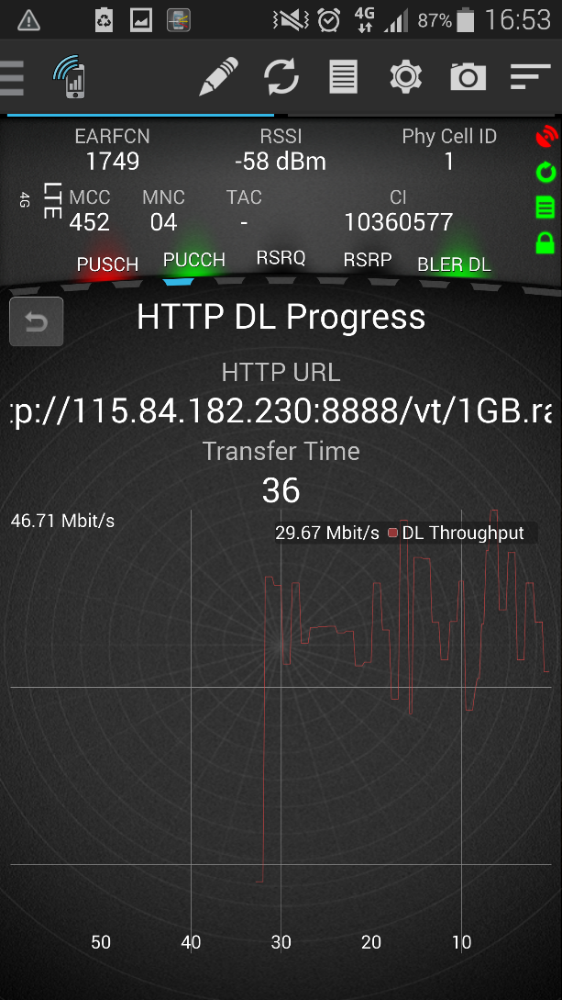 4G 87% 16:53
EARFCN RSSI Phy Cell ID
1749 -58 dBm 1
4G LTE
MCC MNC TAC CI
452 04 - 10360577
PUSCH PUCCH RSRQ RSRP BLER DL
HTTP DL Progress
HTTP URL
:p://115.84.182.230:8888/vt/1GB.ra
Transfer Time
36
46.71 Mbit/s
29.67 Mbit/s DL Throughput
50 40 30 20 10